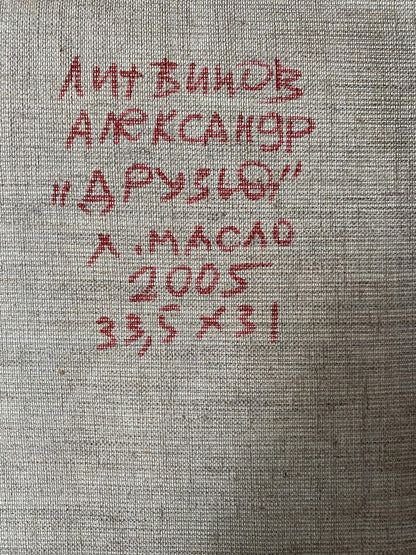 Литвинов
Александр
"Друзья"
х. масло
2005
33,5 x 31